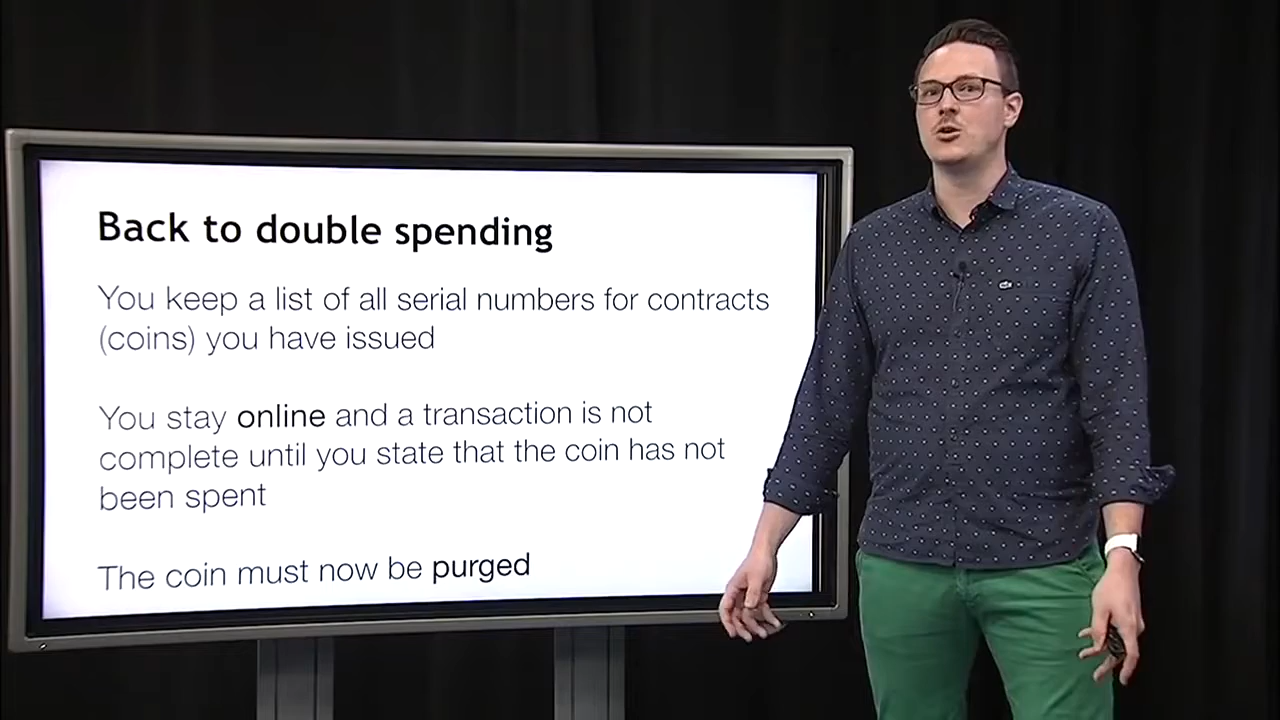 Back to double spending
You keep a list of all serial numbers for contracts
(coins) you have issued
You stay online and a transaction is not
complete until you state that the coin has not
been spent
The coin must now be purged